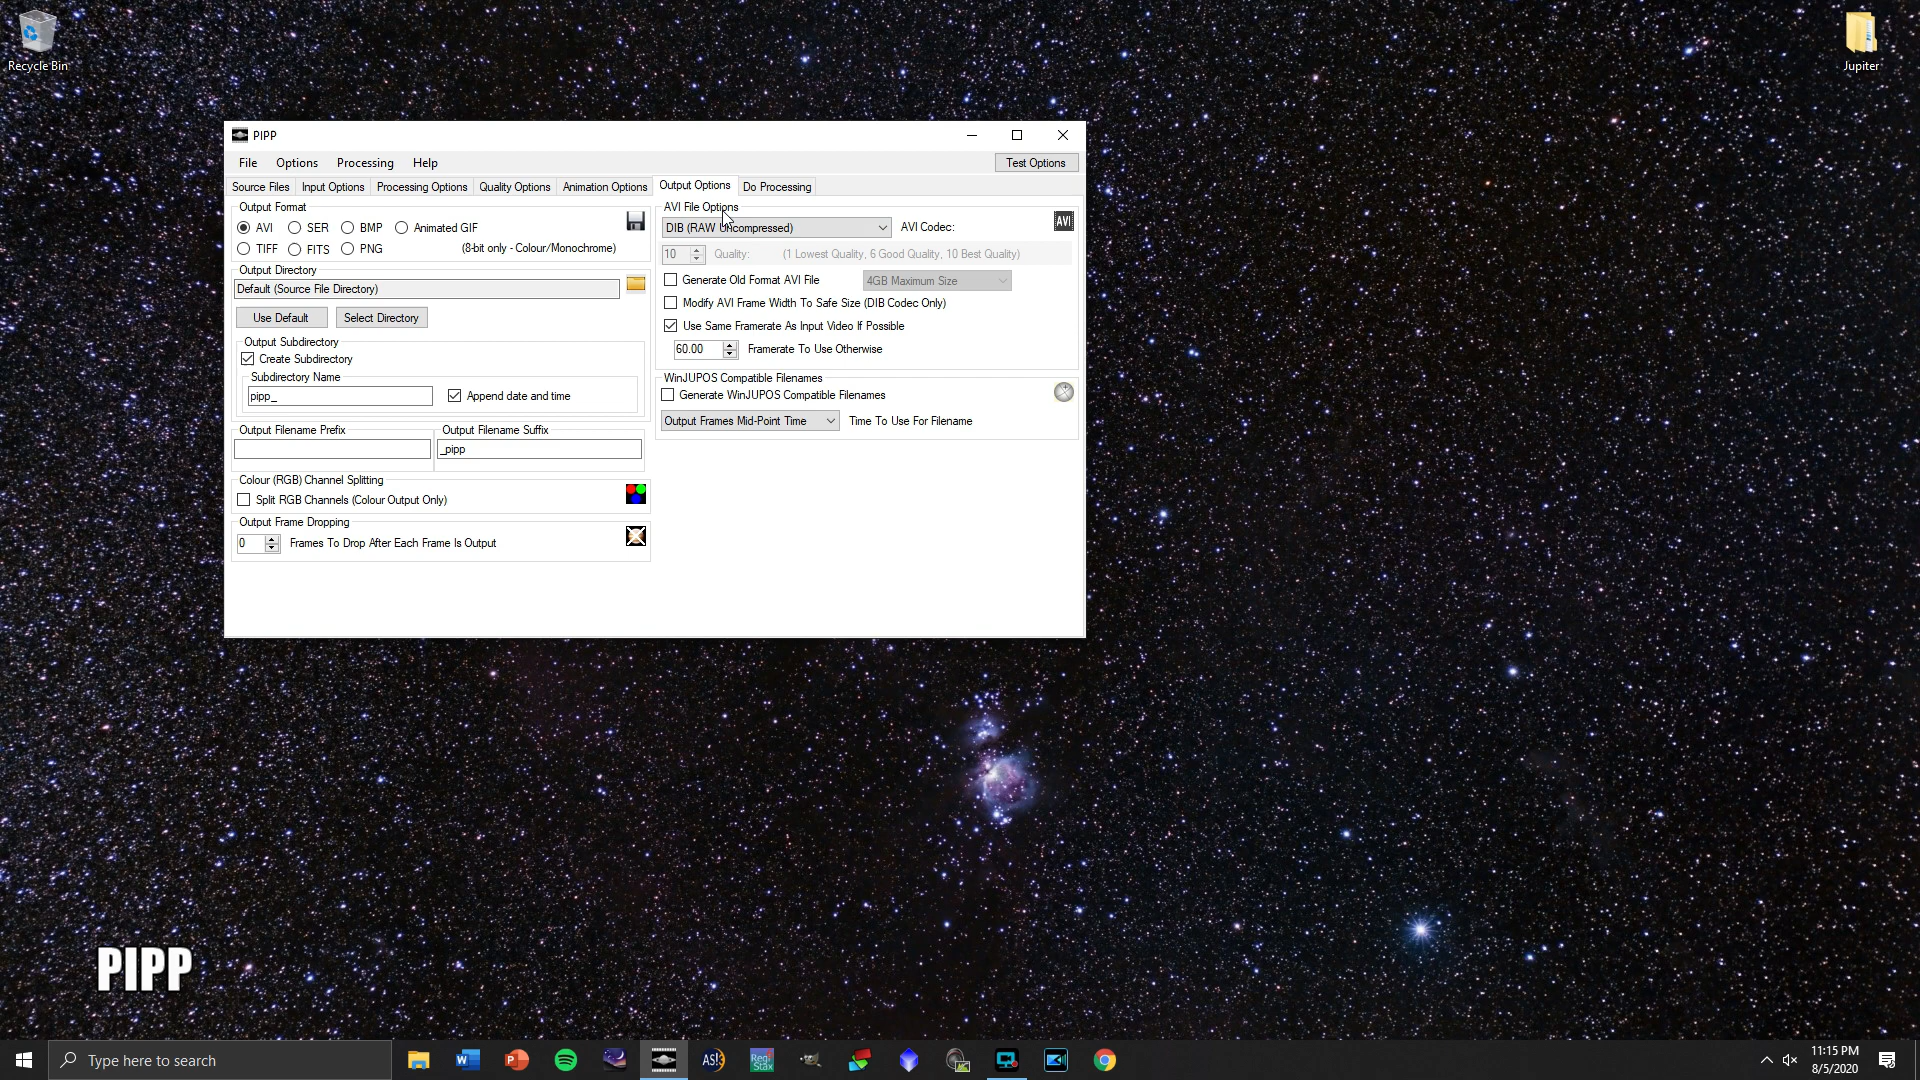 Recycle Bin
Jupiter
PIPP
File Options Processing Help
Test Options
Source Files Input Options Processing Options Quality Options Animation Options Output Options Do Processing
Output Format
AVI SER BMP Animated GIF
TIFF FITS PNG (8-bit only - Colour/Monochrome)
Output Directory
Default (Source File Directory)
Use Default Select Directory
Output Subdirectory
Create Subdirectory
Subdirectory Name
pipp_ Append date and time
Output Filename Prefix Output Filename Suffix
_pipp
Colour (RGB) Channel Splitting
Split RGB Channels (Colour Output Only)
Output Frame Dropping
0 Frames To Drop After Each Frame Is Output
AVI File Options
AVI
DIB (RAW Uncompressed) AVI Codec:
10 Quality: (1 Lowest Quality, 6 Good Quality, 10 Best Quality)
Generate Old Format AVI File 4GB Maximum Size
Modify AVI Frame Width To Safe Size (DIB Codec Only)
Use Same Framerate As Input Video If Possible
60.00 Framerate To Use Otherwise
WinJUPOS Compatible Filenames
Generate WinJUPOS Compatible Filenames
Output Frames Mid-Point Time Time To Use For Filename
PIPP
Type here to search
AS!3
Regi
Stax
11:15 PM
8/5/2020